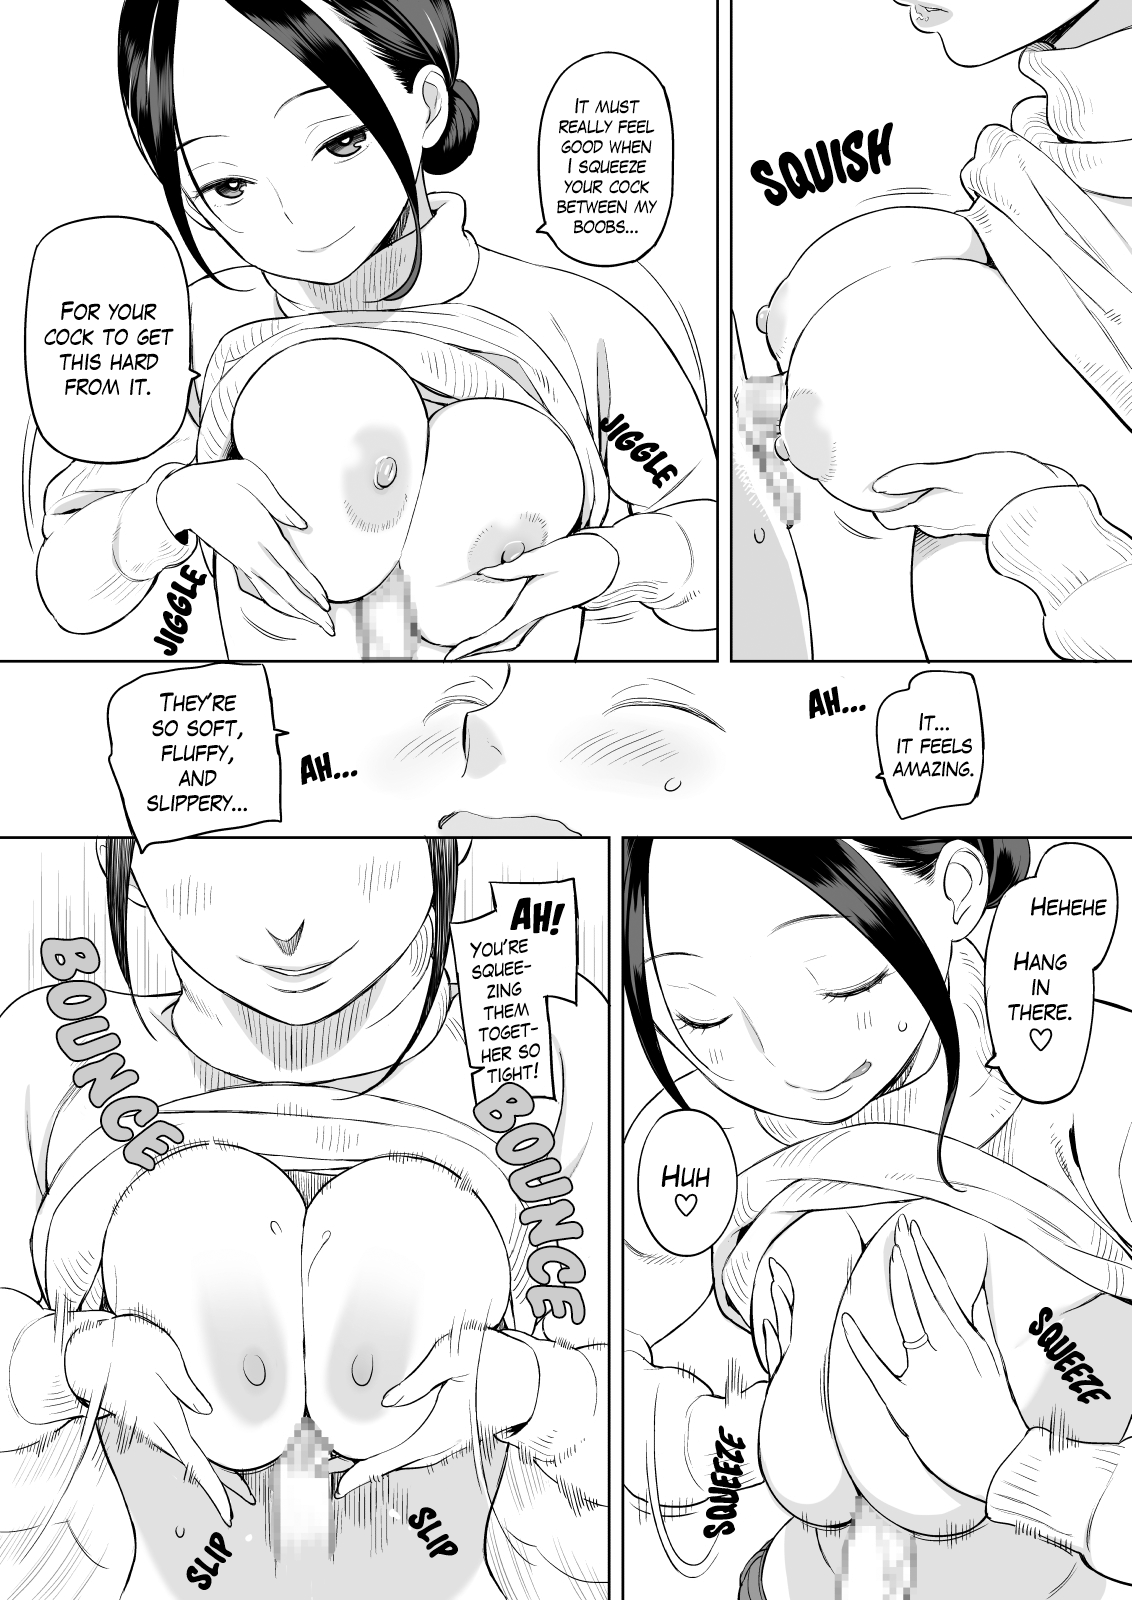 IT MUST
REALLY FEEL
GOOD WHEN
I SQUEEZE
YOUR COCK
BETWEEN MY
BOOBS...
FOR YOUR
COCK TO GET
THIS HARD
FROM IT.
JIGGLE
JIGGLE
SQUISH
THEY'RE
SO SOFT,
FLUFFY,
AND
SLIPPERY...
AH...
AH...
IT...
IT FEELS
AMAZING.
AH!
YOU'RE
SQUEE-
ZING
THEM
TOGET-
HER SO
TIGHT!
BOUNCE
BOUNCE
SLIP
SLIP
HEHEHE
HANG
IN
THERE.
♡
HUH
♡
SQUEEZE
SQUEEZE